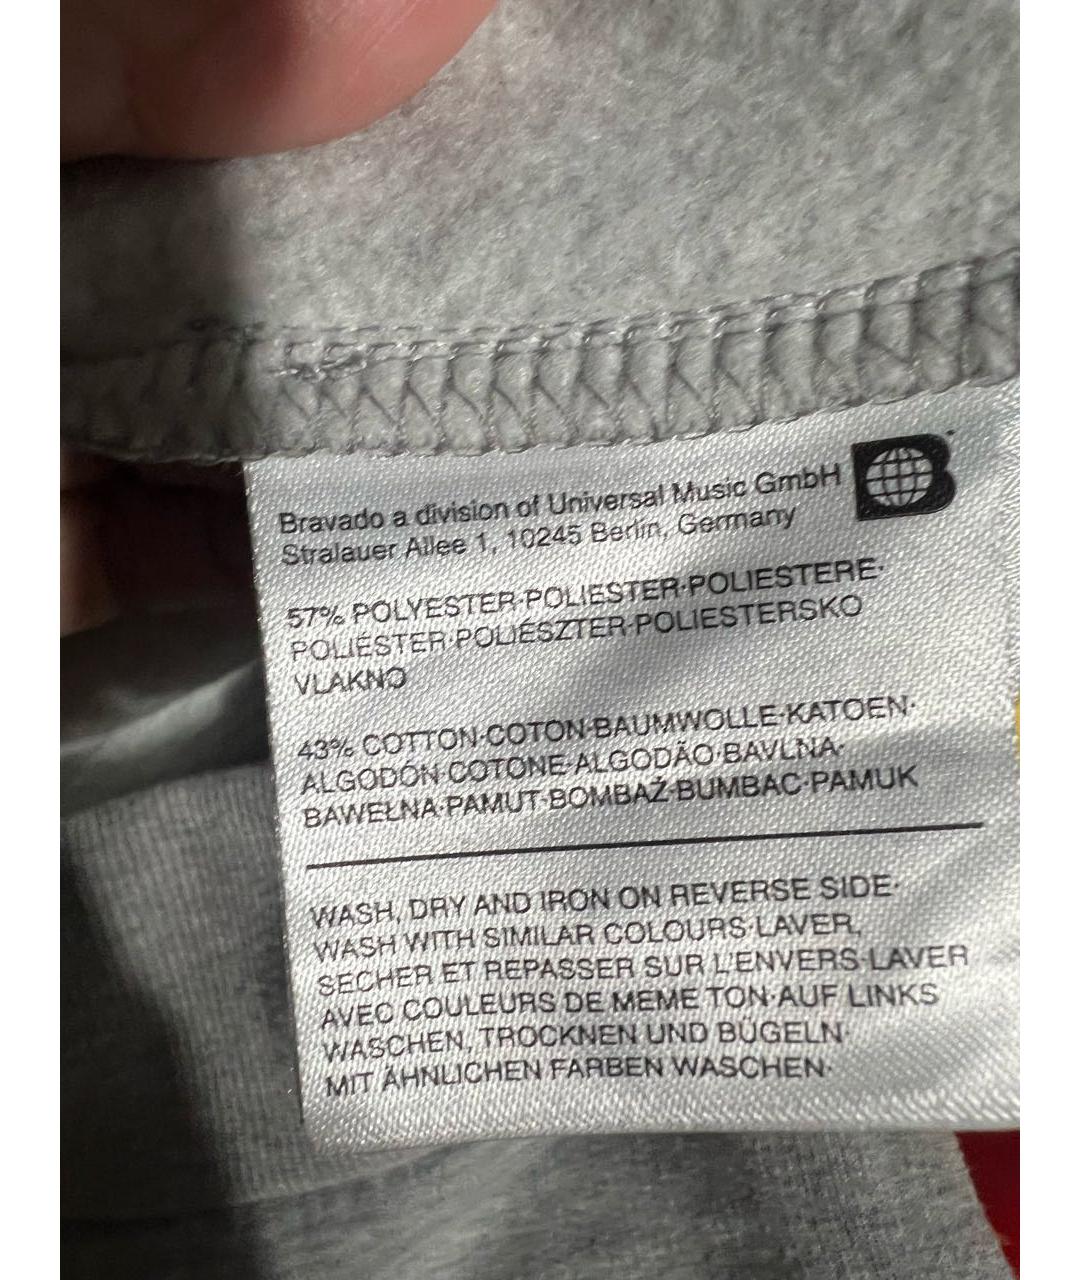 Bravado a division of Universal Music GmbH
B
Stralauer Allee 1, 10245 Berlin, Germany
57% POLYESTER·POLIESTER·POLIESTERE·
POLIÉSTER·POLIÉSZTER·POLIESTERSKO
VLAKNO
43% COTTON·COTON·BAUMWOLLE·KATOEN·
ALGODÓN·COTONE·ALGODÃO·BAVLNA·
BAWEŁNA·PAMUT·BOMBAŽ·BUMBAC·PAMUK
WASH, DRY AND IRON ON REVERSE SIDE·
WASH WITH SIMILAR COLOURS·LAVER,
SECHER ET REPASSER SUR L'ENVERS·LAVER
AVEC COULEURS DE MEME TON·AUF LINKS
WASCHEN, TROCKNEN UND BÜGELN·
MIT ÄHNLICHEN FARBEN WASCHEN·